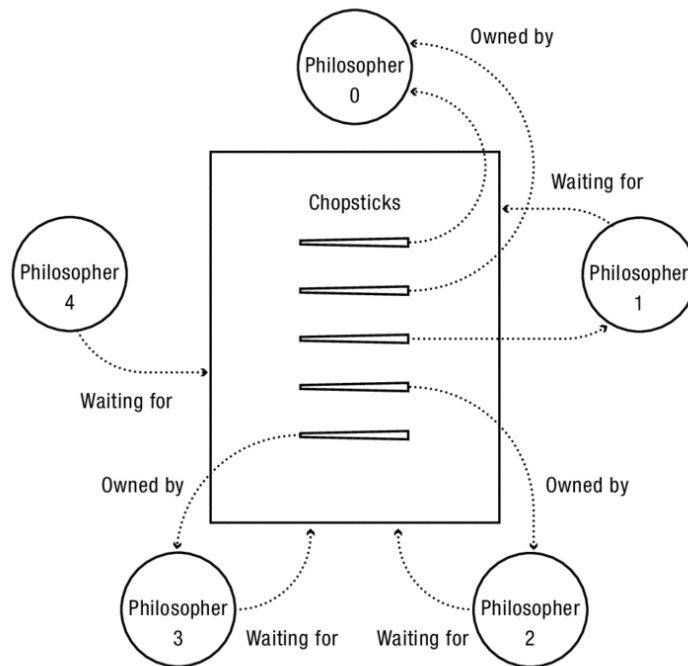 Owned by
Philosopher
0
Waiting for
Chopsticks
Philosopher
4
Philosopher
1
Waiting for
Owned by
Owned by
Philosopher
3
Waiting for
Waiting for
Philosopher
2